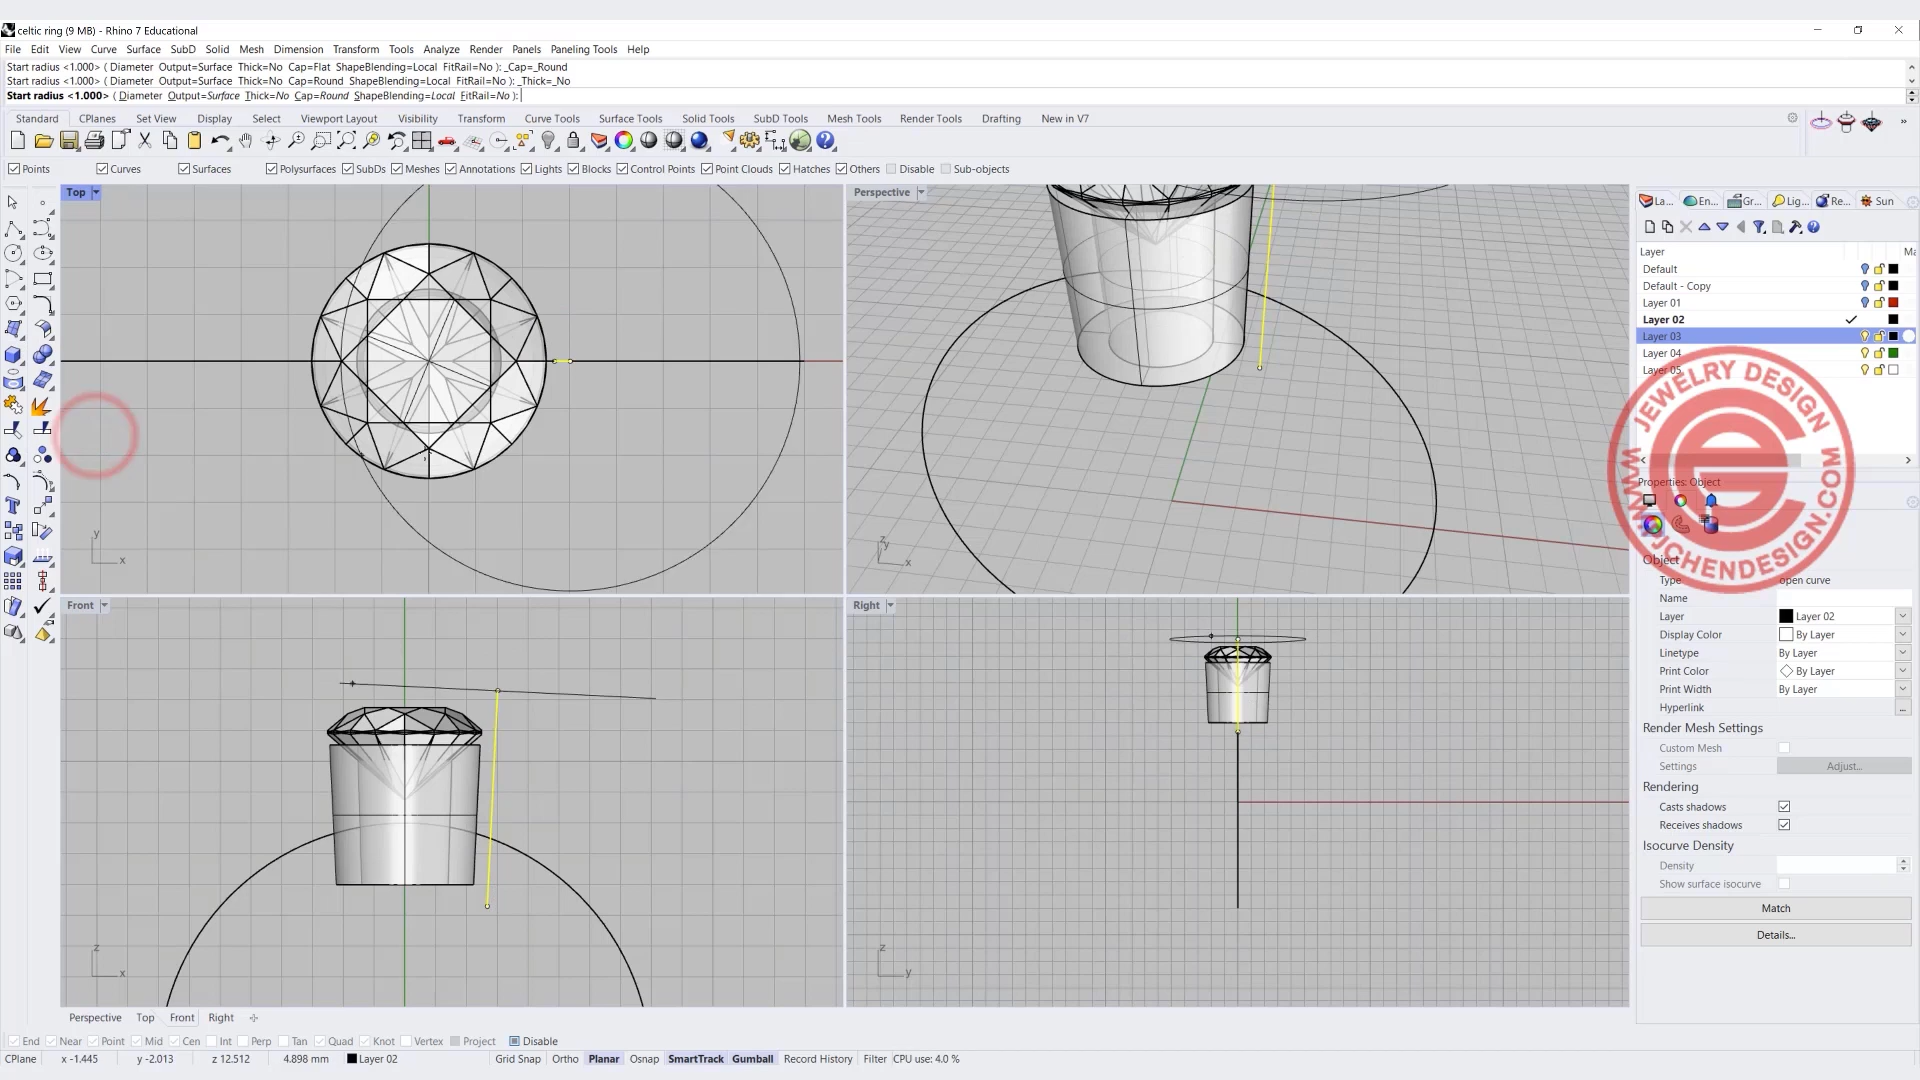 celtic ring (9 MB) - Rhino 7 Educational
File Edit View Curve Surface SubD Solid Mesh Dimension Transform Tools Analyze Render Panels Paneling Tools Help
Start radius <1.000> ( Diameter Output=Surface Thick=No Cap=Flat ShapeBlending=Local FitRail=No ): _Cap=_Round
Start radius <1.000> ( Diameter Output=Surface Thick=No Cap=Round ShapeBlending=Local FitRail=No ): _Thick=_No
Start radius <1.000> ( Diameter Output=Surface Thick=No Cap=Round ShapeBlending=Local FitRail=No ):
Standard CPlanes Set View Display Select Viewport Layout Visibility Transform Curve Tools Surface Tools Solid Tools SubD Tools Mesh Tools Render Tools Drafting New in V7
Points Curves Surfaces Polysurfaces SubDs Meshes Annotations Lights Blocks Control Points Point Clouds Hatches Others Disable Sub-objects
Top
y
x
Perspective
z
y
x
Front
z
x
Right
z
y
La... En... Gr... Lig... Re... Sun
Layer Ma
Default
Default - Copy
Layer 01
Layer 02
Layer 03
Layer 04
Layer 05
JEWELRY DESIGN
WWW.JCHENDESIGN.COM
Properties: Object
Object
Type open curve
Name
Layer Layer 02
Display Color By Layer
Linetype By Layer
Print Color By Layer
Print Width By Layer
Hyperlink ...
Render Mesh Settings
Custom Mesh
Settings Adjust...
Rendering
Casts shadows
Receives shadows
Isocurve Density
Density
Show surface isocurve
Match
Details...
Perspective Top Front Right
End Near Point Mid Cen Int Perp Tan Quad Knot Vertex Project Disable
CPlane x -1.445 y -2.013 z 12.512 4.898 mm Layer 02 Grid Snap Ortho Planar Osnap SmartTrack Gumball Record History Filter CPU use: 4.0 %